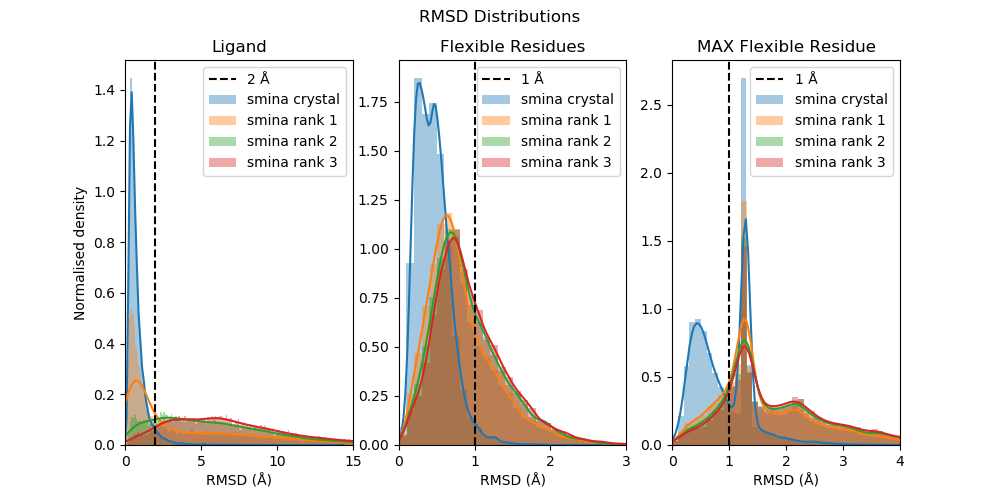 RMSD Distributions
Ligand
Normalised density
1.4
1.2
1.0
0.8
0.6
0.4
0.2
0.0
2 Å
smina crystal
smina rank 1
smina rank 2
smina rank 3
0 5 10 15
RMSD (Å)
Flexible Residues
1.75
1.50
1.25
1.00
0.75
0.50
0.25
0.00
1 Å
smina crystal
smina rank 1
smina rank 2
smina rank 3
0 1 2 3
RMSD (Å)
MAX Flexible Residue
2.5
2.0
1.5
1.0
0.5
0.0
1 Å
smina crystal
smina rank 1
smina rank 2
smina rank 3
0 1 2 3 4
RMSD (Å)